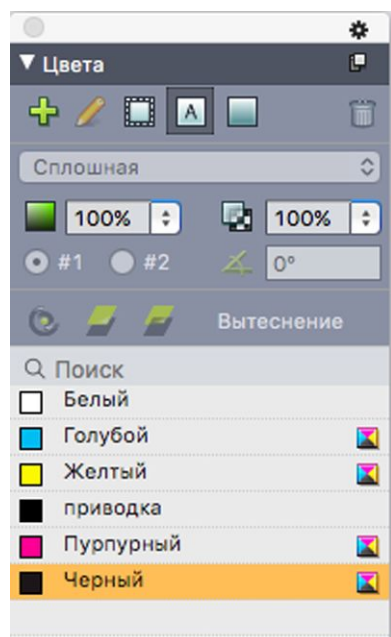 Цвета
A
Сплошная
100% 100%
#1 #2 0°
Вытеснение
Поиск
Белый
Голубой
Желтый
приводка
Пурпурный
Черный